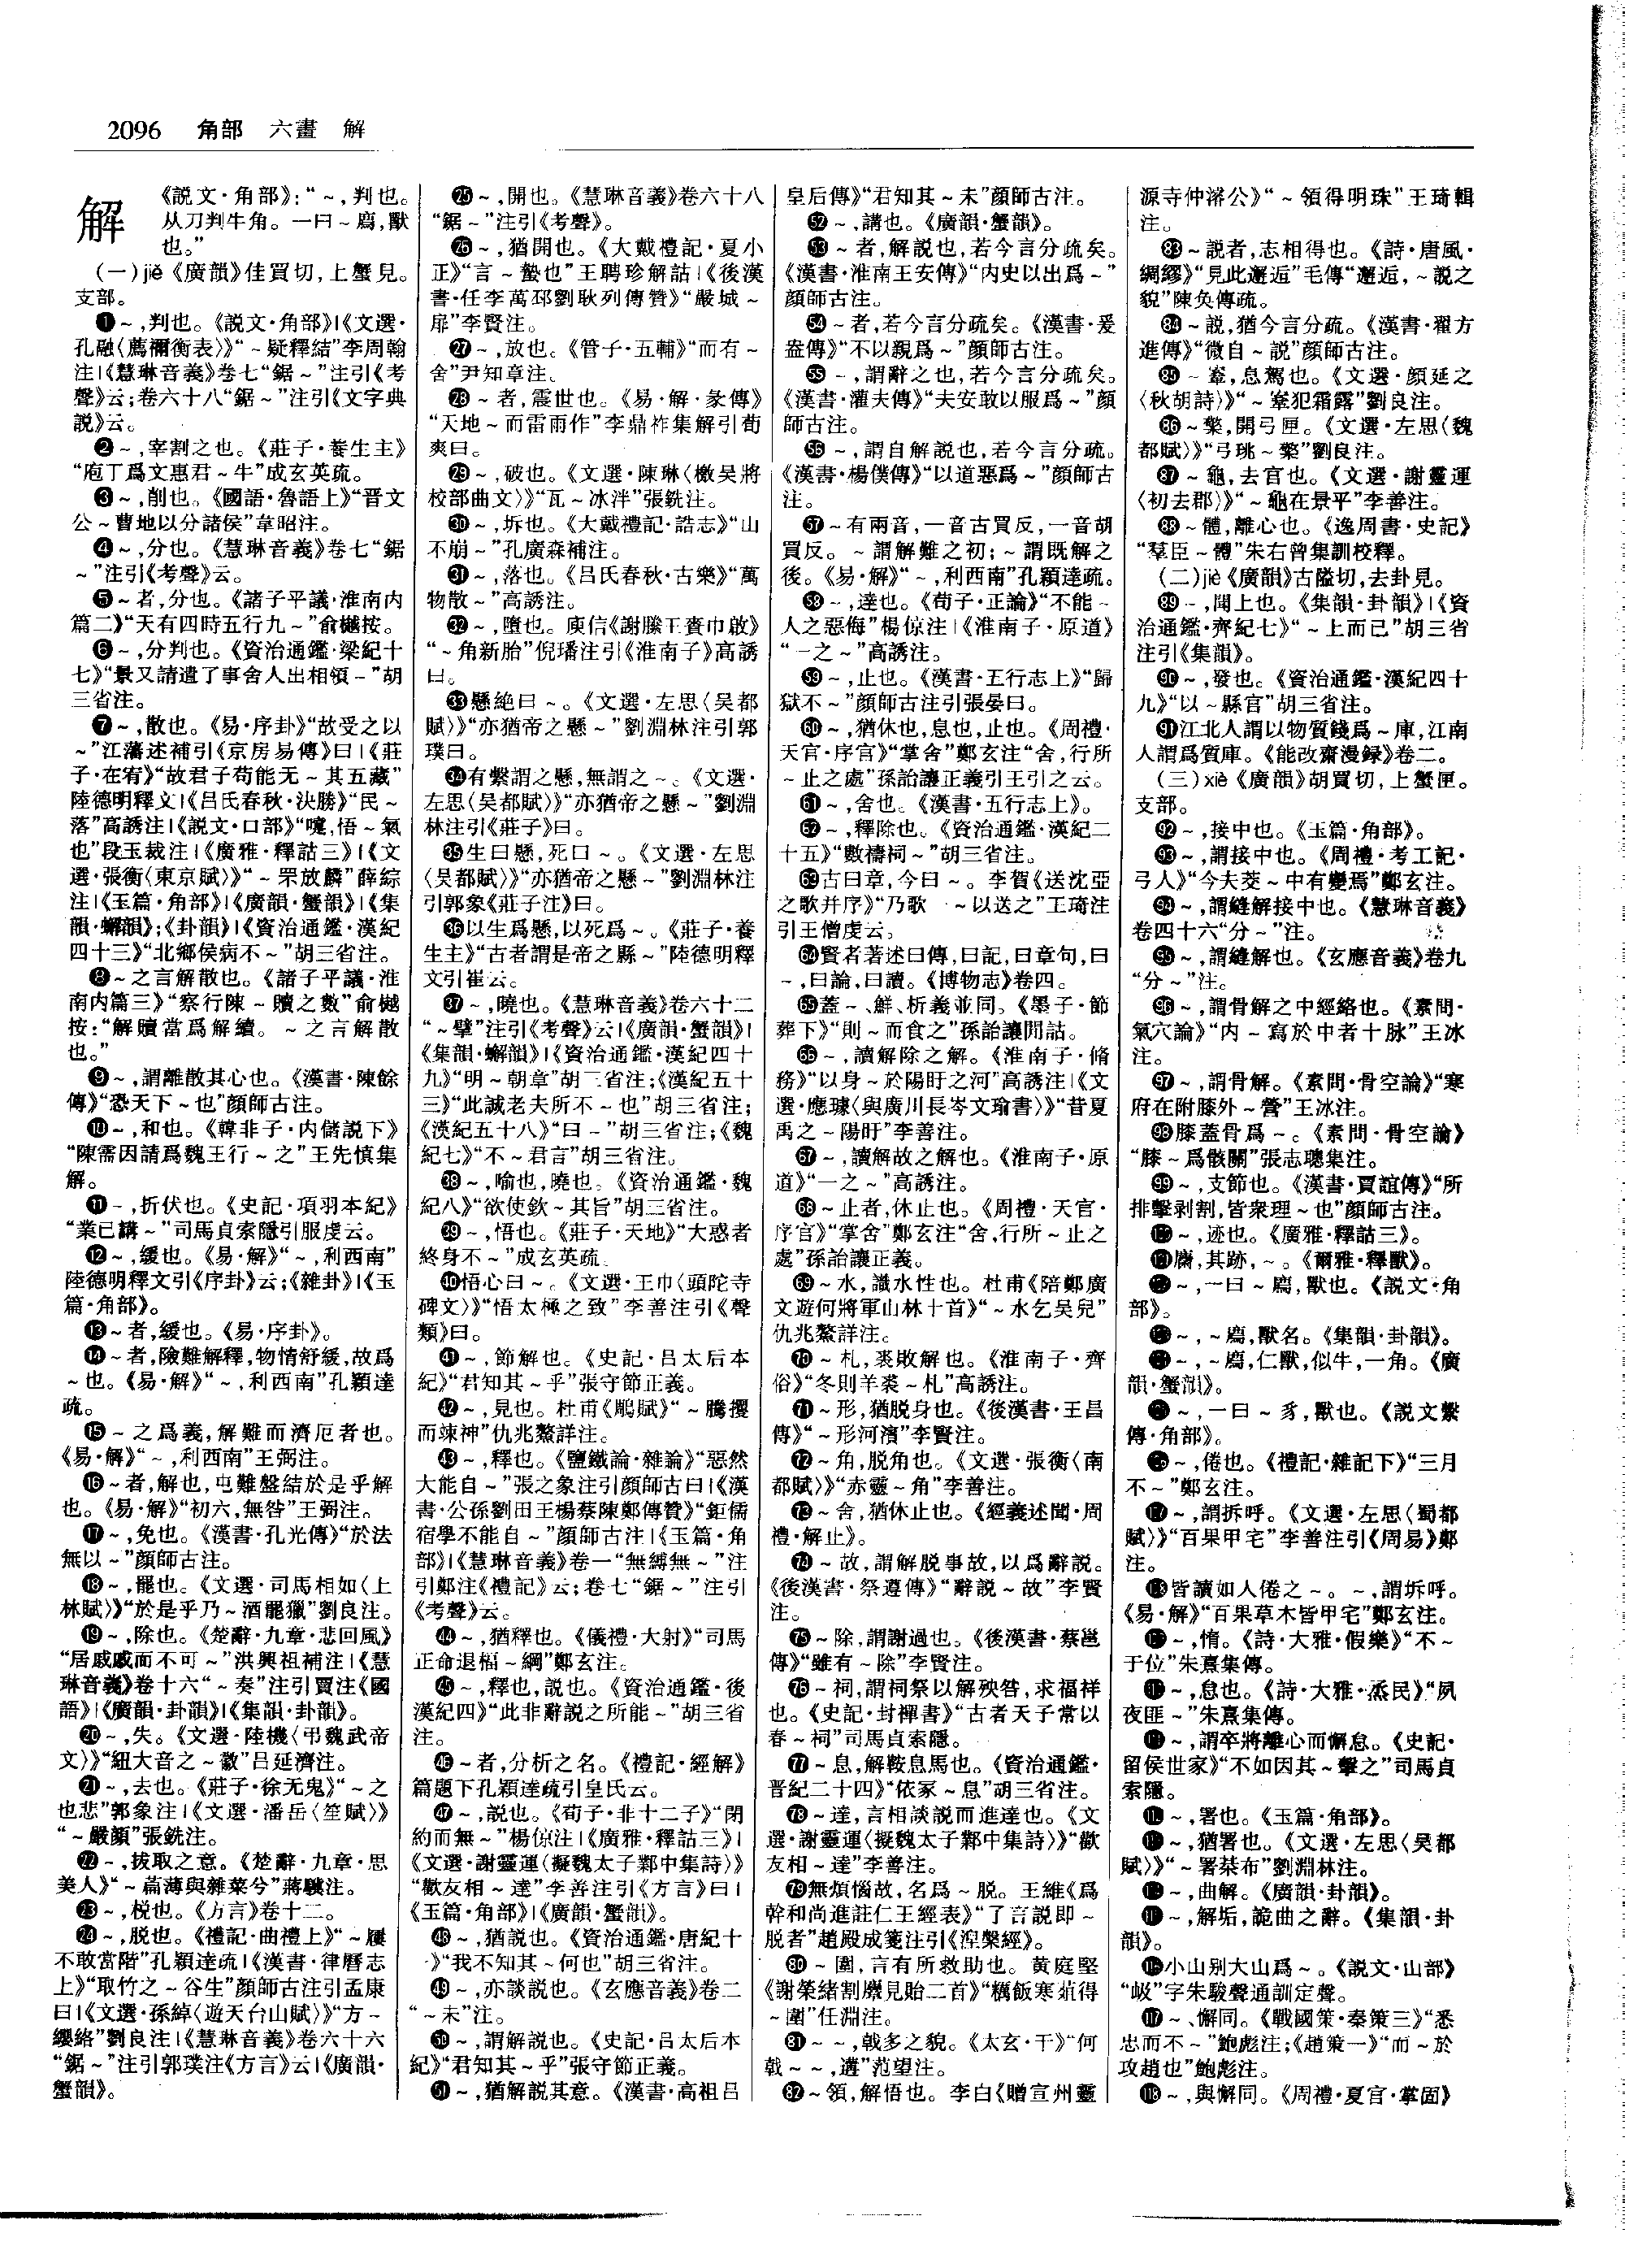 2096 角部 六畫 解
解
《説文·角部》：“～，判也。
从刀判牛角。一曰～廌，獸
也。”
(一)jiě《廣韻》佳買切，上蟹見。
支部。
❶～，判也。《説文·角部》|《文選·
孔融〈薦禰衡表〉》“～疑釋結”李周翰
注|《慧琳音義》卷七“鋸～”注引《考
聲》云；卷六十八“鋸～”注引《文字典
説》云。
❷～，宰割之也。《莊子·養生主》
“庖丁爲文惠君～牛”成玄英疏。
❸～，削也。《國語·魯語上》“晋文
公～曹地以分諸侯”韋昭注。
❹～，分也。《慧琳音義》卷七“鋸
～”注引《考聲》云。
❺～者，分也。《諸子平議·淮南内
篇二》“天有四時五行九～”俞樾按。
❻～，分判也。《資治通鑑·梁紀十
七》“景又請遣了事舍人出相領～”胡
三省注。
❼～，散也。《易·序卦》“故受之以
～”江藩述補引《京房易傳》曰|《莊
子·在宥》“故君子苟能无～其五藏”
陸德明釋文|《吕氏春秋·決勝》“民～
落”高誘注|《説文·口部》“嚏，悟～氣
也”段玉裁注|《廣雅·釋詁三》|《文
選·張衡〈東京賦〉》“～罘放麟”薛綜
注|《玉篇·角部》|《廣韻·蟹韻》|《集
韻·蠏韻》；《卦韻》|《資治通鑑·漢紀
四十三》“北鄉侯病不～”胡三省注。
❽～之言解散也。《諸子平議·淮
南内篇三》“察行陳～贖之數”俞樾
按：“解贖當爲解續。～之言解散
也。”
❾～，謂離散其心也。《漢書·陳餘
傳》“恐天下～也”顔師古注。
❿～，和也。《韓非子·内儲説下》
“陳需因請爲魏王行～之”王先慎集
解。
⓫～，折伏也。《史記·項羽本紀》
“業已講～”司馬貞索隱引服虔云。
⓬～，緩也。《易·解》“～，利西南”
陸德明釋文引《序卦》云；《雜卦》|《玉
篇·角部》。
⓭～者，緩也。《易·序卦》。
⓮～者，險難解釋，物情舒緩，故爲
～也。《易·解》“～，利西南”孔穎達
疏。
⓯～之爲義，解難而濟厄者也。
《易·解》“～，利西南”王弼注。
⓰～者，解也，屯難盤結於是乎解
也。《易·解》“初六，無咎”王弼注。
⓱～，免也。《漢書·孔光傳》“於法
無以～”顔師古注。
⓲～，罷也。《文選·司馬相如〈上
林賦〉》“於是乎乃～酒罷獵”劉良注。
⓳～，除也。《楚辭·九章·悲回風》
“居戚戚而不可～”洪興祖補注|《慧
琳音義》卷十六“～奏”注引賈注《國
語》|《廣韻·卦韻》|《集韻·卦韻》。
⓴～，失。《文選·陸機〈弔魏武帝
文〉》“紐大音之～徽”吕延濟注。
㉑～，去也。《莊子·徐无鬼》“～之
也悲”郭象注|《文選·潘岳〈笙賦〉》
“～嚴顔”張銑注。
㉒～，拔取之意。《楚辭·九章·思
美人》“～萹薄與雜菜兮”蔣驥注。
㉓～，梲也。《方言》卷十二。
㉔～，脱也。《禮記·曲禮上》“～屨
不敢當階”孔穎達疏|《漢書·律曆志
上》“取竹之～谷生”顔師古注引孟康
曰|《文選·孫綽〈遊天台山賦〉》“方～
纓絡”劉良注|《慧琳音義》卷六十六
“鋸～”注引郭璞注《方言》云|《廣韻·
蟹韻》。
㉕～，開也。《慧琳音義》卷六十八
“鋸～”注引《考聲》。
㉖～，猶開也。《大戴禮記·夏小
正》“言～蟄也”王聘珍解詁|《後漢
書·任李萬邳劉耿列傳贊》“嚴城～
扉”李賢注。
㉗～，放也。《管子·五輔》“而有～
舍”尹知章注。
㉘～者，震世也。《易·解·彖傳》
“天地～而雷雨作”李鼎祚集解引荀
爽曰。
㉙～，破也。《文選·陳琳〈檄吴將
校部曲文〉》“瓦～冰泮”張銑注。
㉚～，坼也。《大戴禮記·誥志》“山
不崩～”孔廣森補注。
㉛～，落也。《吕氏春秋·古樂》“萬
物散～”高誘注。
㉜～，墮也。庾信《謝滕王賚巾啟》
“～角新胎”倪璠注引《淮南子》高誘
曰。
㉝懸絶曰～。《文選·左思〈吴都
賦〉》“亦猶帝之懸～”劉淵林注引郭
璞曰。
㉞有繫謂之懸，無謂之～。《文選·
左思〈吴都賦〉》“亦猶帝之懸～”劉淵
林注引《莊子》曰。
㉟生曰懸，死曰～。《文選·左思
〈吴都賦〉》“亦猶帝之懸～”劉淵林注
引郭象《莊子注》曰。
㊱以生爲懸，以死爲～。《莊子·養
生主》“古者謂是帝之縣～”陸德明釋
文引崔云。
㊲～，曉也。《慧琳音義》卷六十二
“～擘”注引《考聲》云|《廣韻·蟹韻》|
《集韻·蠏韻》|《資治通鑑·漢紀四十
九》“明～朝章”胡三省注；《漢紀五十
三》“此誠老夫所不～也”胡三省注；
《漢紀五十八》“曰～”胡三省注；《魏
紀七》“不～君言”胡三省注。
㊳～，喻也，曉也。《資治通鑑·魏
紀八》“欲使欽～其旨”胡三省注。
㊴～，悟也。《莊子·天地》“大惑者
終身不～”成玄英疏。
㊵悟心曰～。《文選·王巾〈頭陀寺
碑文〉》“悟太極之致”李善注引《聲
類》曰。
㊶～，節解也。《史記·吕太后本
紀》“君知其～乎”張守節正義。
㊷～，見也。杜甫《鵰賦》“～騰攫
而竦神”仇兆鰲詳注。
㊸～，釋也。《鹽鐵論·雜論》“惡然
大能自～”張之象注引顔師古曰|《漢
書·公孫劉田王楊蔡陳鄭傳贊》“鉅儒
宿學不能自～”顔師古注|《玉篇·角
部》|《慧琳音義》卷一“無縛無～”注
引鄭注《禮記》云；卷七“鋸～”注引
《考聲》云。
㊹～，猶釋也。《儀禮·大射》“司馬
正命退楅～綱”鄭玄注。
㊺～，釋也，説也。《資治通鑑·後
漢紀四》“此非辭説之所能～”胡三省
注。
㊻～者，分析之名。《禮記·經解》
篇題下孔穎達疏引皇氏云。
㊼～，説也。《荀子·非十二子》“閉
約而無～”楊倞注|《廣雅·釋詁三》|
《文選·謝靈運〈擬魏太子鄴中集詩〉》
“歡友相～達”李善注引《方言》曰|
《玉篇·角部》|《廣韻·蟹韻》。
㊽～，猶説也。《資治通鑑·唐紀十
》“我不知其～何也”胡三省注。
㊾～，亦談説也。《玄應音義》卷二
“～未”注。
㊿～，謂解説也。《史記·吕太后本
紀》“君知其～乎”張守節正義。
51～，猶解説其意。《漢書·高祖吕
皇后傳》“君知其～未”顔師古注。
52～，講也。《廣韻·蟹韻》。
53～者，解説也，若今言分疏矣。
《漢書·淮南王安傳》“内史以出爲～”
顔師古注。
54～者，若今言分疏矣。《漢書·爰
盎傳》“不以親爲～”顔師古注。
55～，謂辭之也，若今言分疏矣。
《漢書·灌夫傳》“夫安敢以服爲～”顔
師古注。
56～，謂自解説也，若今言分疏。
《漢書·楊僕傳》“以道惡爲～”顔師古
注。
57～有兩音，一音古買反，一音胡
買反。～謂解難之初；～謂既解之
後。《易·解》“～，利西南”孔穎達疏。
58～，達也。《荀子·正論》“不能～
人之惡侮”楊倞注|《淮南子·原道》
“一之～”高誘注。
59～，止也。《漢書·五行志上》“歸
獄不～”顔師古注引張晏曰。
60～，猶休也，息也，止也。《周禮·
天官·序官》“掌舍”鄭玄注“舍，行所
～止之處”孫詒讓正義引王引之云。
61～，舍也。《漢書·五行志上》。
62～，釋除也。《資治通鑑·漢紀二
十五》“數禱祠～”胡三省注。
63古曰章，今曰～。李賀《送沈亞
之歌并序》“乃歌 ～以送之”王琦注
引王僧虔云。
64賢者著述曰傳，曰記，曰章句，曰
～，曰論，曰讀。《博物志》卷四。
65蓋～、鮮、析義並同。《墨子·節
葬下》“則～而食之”孫詒讓閒詁。
66～，讀解除之解。《淮南子·脩
務》“以身～於陽盱之河”高誘注|《文
選·應璩〈與廣川長岑文瑜書〉》“昔夏
禹之～陽盱”李善注。
67～，讀解故之解也。《淮南子·原
道》“一之～”高誘注。
68～止者，休止也。《周禮·天官·
序官》“掌舍”鄭玄注“舍，行所～止之
處”孫詒讓正義。
69～水，識水性也。杜甫《陪鄭廣
文遊何將軍山林十首》“～水乞吴兒”
仇兆鰲詳注。
70～札，裘敗解也。《淮南子·齊
俗》“冬則羊裘～札”高誘注。
71～形，猶脱身也。《後漢書·王昌
傳》“～形河濱”李賢注。
72～角，脱角也。《文選·張衡〈南
都賦〉》“赤靈～角”李善注。
73～舍，猶休止也。《經義述聞·周
禮·解止》。
74～故，謂解脱事故，以爲辭説。
《後漢書·祭遵傳》“辭説～故”李賢
注。
75～除，謂謝過也。《後漢書·蔡邕
傳》“雖有～除”李賢注。
76～祠，謂祠祭以解殃咎，求福祥
也。《史記·封禪書》“古者天子常以
春～祠”司馬貞索隱。
77～息，解鞍息馬也。《資治通鑑·
晋紀二十四》“依冢～息”胡三省注。
78～達，言相談説而進達也。《文
選·謝靈運〈擬魏太子鄴中集詩〉》“歡
友相～達”李善注。
79無煩惱故，名爲～脱。王維《爲
幹和尚進註仁王經表》“了言説即～
脱者”趙殿成箋注引《涅槃經》。
80～圍，言有所救助也。黄庭堅
《謝榮緒割麞見貽二首》“糲飯寒葅得
～圍”任淵注。
81～～，戟多之貌。《太玄·干》“何
戟～～，遘”范望注。
82～領，解悟也。李白《贈宣州靈
源寺仲濬公》“～領得明珠”王琦輯
注。
83～説者，志相得也。《詩·唐風·
綢繆》“見此邂逅”毛傳“邂逅，～説之
貌”陳奂傳疏。
84～説，猶今言分疏。《漢書·翟方
進傳》“微自～説”顔師古注。
85～ ，息駕也。《文選·顔延之
〈秋胡詩〉》“～ 犯霜露”劉良注。
86～檠，開弓匣。《文選·左思〈魏
都賦〉》“弓珧～檠”劉良注。
87～龜，去官也。《文選·謝靈運
〈初去郡〉》“～龜在景平”李善注。
88～體，離心也。《逸周書·史記》
“羣臣～體”朱右曾集訓校釋。
(二)jiè《廣韻》古隘切，去卦見。
89～，聞上也。《集韻·卦韻》|《資
治通鑑·齊紀七》“～上而已”胡三省
注引《集韻》。
90～，發也。《資治通鑑·漢紀四十
九》“以～縣官”胡三省注。
91江北人謂以物質錢爲～庫，江南
人謂爲質庫。《能改齋漫録》卷二。
(三)xiè《廣韻》胡買切，上蟹匣。
支部。
92～，接中也。《玉篇·角部》。
93～，謂接中也。《周禮·考工記·
弓人》“今夫茭～中有變焉”鄭玄注。
94～，謂縫解接中也。《慧琳音義》
卷四十六“分～”注。
95～，謂縫解也。《玄應音義》卷九
“分～”注。
96～，謂骨解之中經絡也。《素問·
氣穴論》“内～寫於中者十脉”王冰
注。
97～，謂骨解。《素問·骨空論》“寒
府在附膝外～營”王冰注。
98膝蓋骨爲～。《素問·骨空論》
“膝～爲骸關”張志聰集注。
99～，支節也。《漢書·賈誼傳》“所
排擊剥割，皆衆理～也”顔師古注。
100～，迹也。《廣雅·釋詁三》。
101麕，其跡，～。《爾雅·釋獸》。
102～，一曰～廌，獸也。《説文·角
部》。
103～，～廌，獸名。《集韻·卦韻》。
104～，～廌，仁獸，似牛，一角。《廣
韻·蟹韻》。
105～，一曰～豸，獸也。《説文繫
傳·角部》。
106～，倦也。《禮記·雜記下》“三月
不～”鄭玄注。
107～，謂拆呼。《文選·左思〈蜀都
賦〉》“百果甲宅”李善注引《周易》鄭
注。
108皆讀如人倦之～。～，謂坼呼。
《易·解》“百果草木皆甲宅”鄭玄注。
109～，惰。《詩·大雅·假樂》“不～
于位”朱熹集傳。
110～，怠也。《詩·大雅·烝民》“夙
夜匪～”朱熹集傳。
111～，謂卒將離心而懈怠。《史記·
留侯世家》“不如因其～擊之”司馬貞
索隱。
112～，署也。《玉篇·角部》。
113～，猶署也。《文選·左思〈吴都
賦〉》“～署棊布”劉淵林注。
114～，曲解。《廣韻·卦韻》。
115～，解垢，詭曲之辭。《集韻·卦
韻》。
116小山别大山爲～。《説文·山部》
“ ”字朱駿聲通訓定聲。
117～、懈同。《戰國策·秦策三》“悉
忠而不～”鮑彪注；《趙策一》“而～於
攻趙也”鮑彪注。
118～，與懈同。《周禮·夏官·掌固》